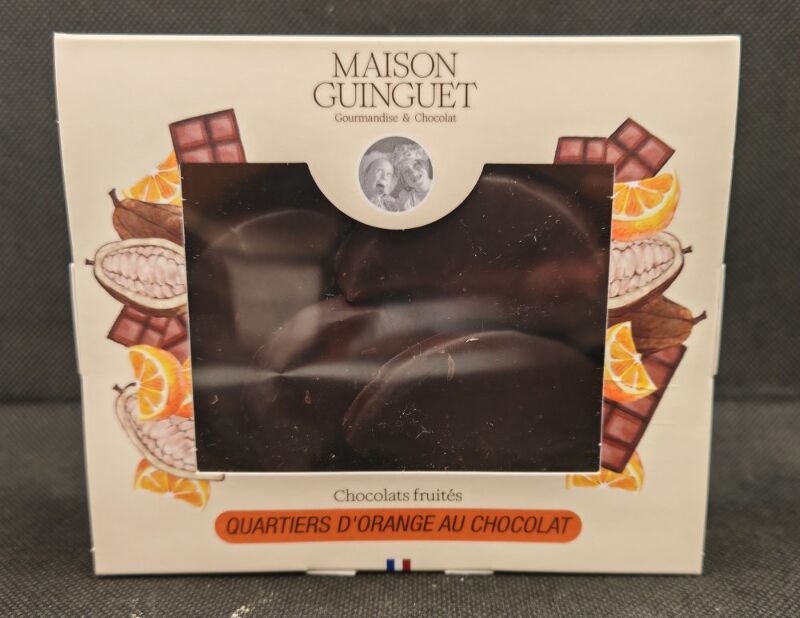 MAISON
GUINGUET
Gourmandise & Chocolat
Chocolats fruités
QUARTIERS D'ORANGE AU CHOCOLAT